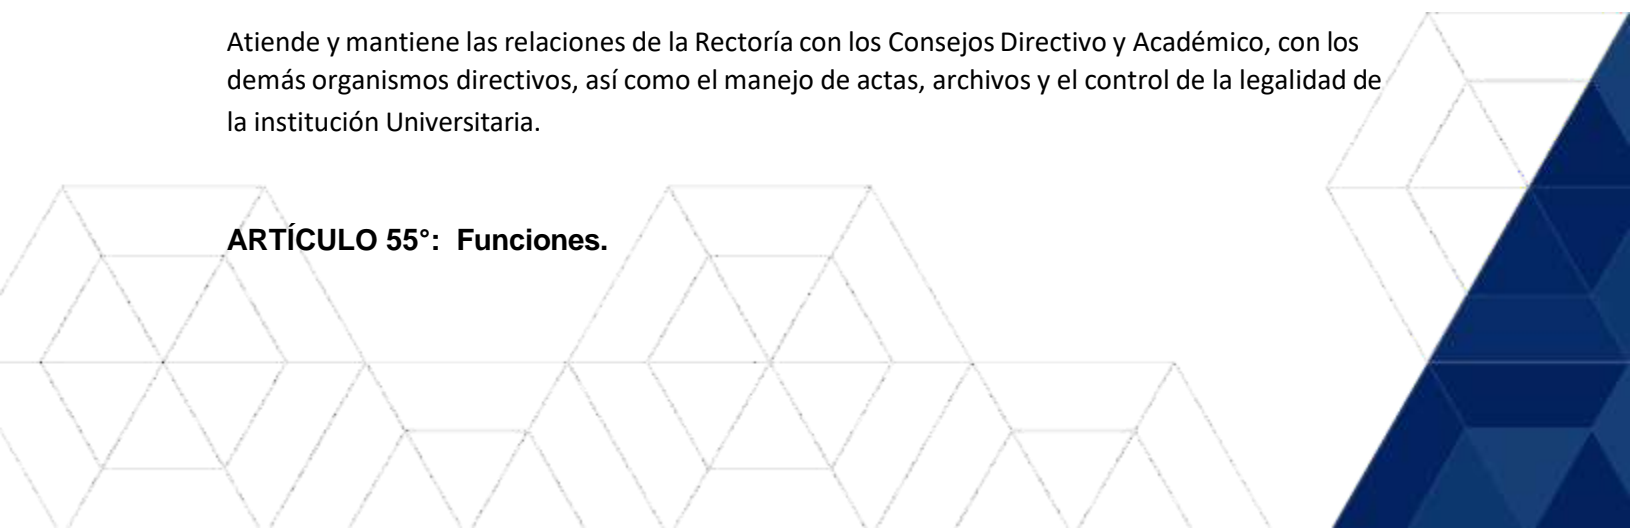 Atiende y mantiene las relaciones de la Rectoría con los Consejos Directivo y Académico, con los
demás organismos directivos, así como el manejo de actas, archivos y el control de la legalidad de
la institución Universitaria.
ARTÍCULO 55°: Funciones.